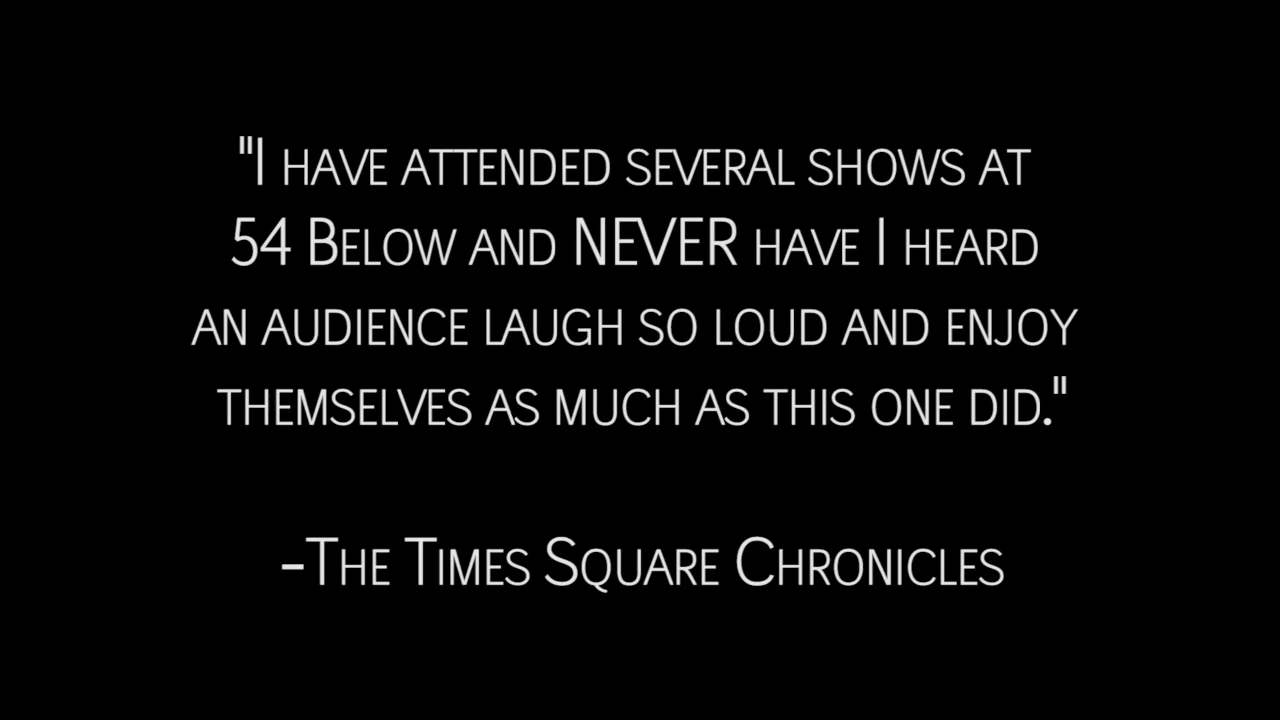 "I have attended several shows at
54 Below and NEVER have I heard
an audience laugh so loud and enjoy
themselves as much as this one did."
-The Times Square Chronicles